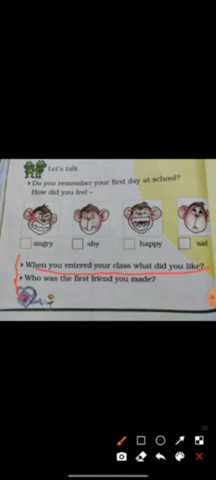 Let's talk
Do you remember your first day at school?
How did you feel –
angry shy happy sad
When you entered your class what did you like?
Who was the first friend you made?